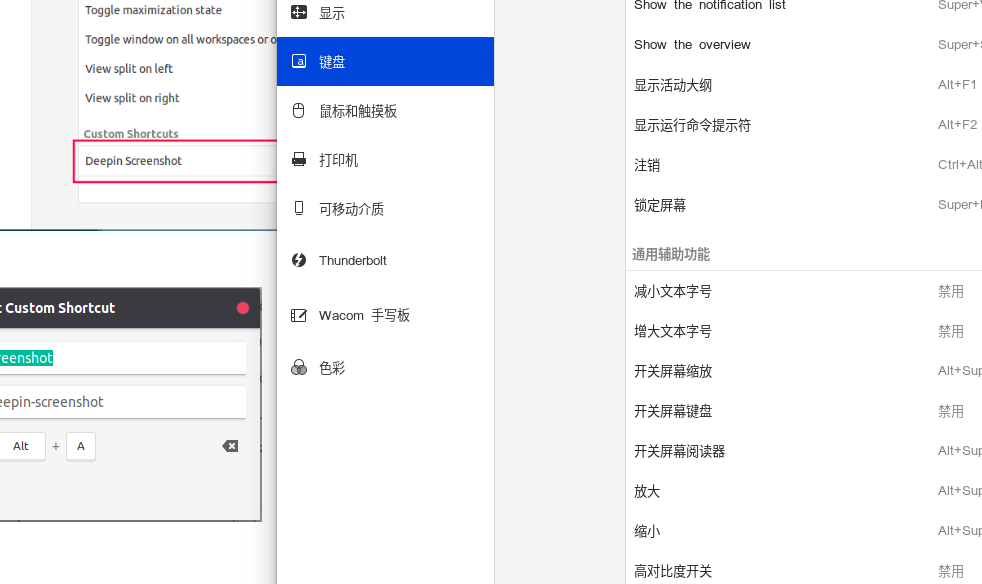 Toggle maximization state
Toggle window on all workspaces or o
View split on left
View split on right
Custom Shortcuts
Deepin Screenshot
Custom Shortcut
reenshot
eepin-screenshot
Alt + A
显示
键盘
鼠标和触摸板
打印机
可移动介质
Thunderbolt
Wacom 手写板
色彩
Show the notification list Super+V
Show the overview Super+S
显示活动大纲 Alt+F1
显示运行命令提示符 Alt+F2
注销 Ctrl+Alt
锁定屏幕 Super+
通用辅助功能
减小文本字号 禁用
增大文本字号 禁用
开关屏幕缩放 Alt+Sup
开关屏幕键盘 禁用
开关屏幕阅读器 Alt+Sup
放大 Alt+Sup
缩小 Alt+Sup
高对比度开关 禁用